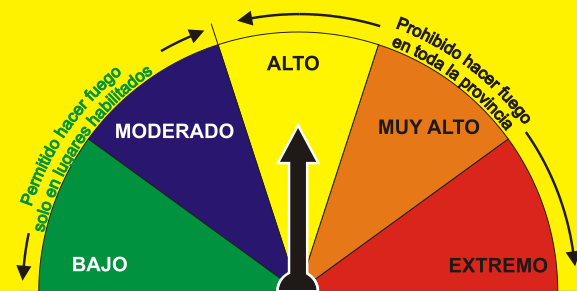 Permitido hacer fuego
solo en lugares habilitados
Prohibido hacer fuego
en toda la provincia
BAJO
MODERADO
ALTO
MUY ALTO
EXTREMO